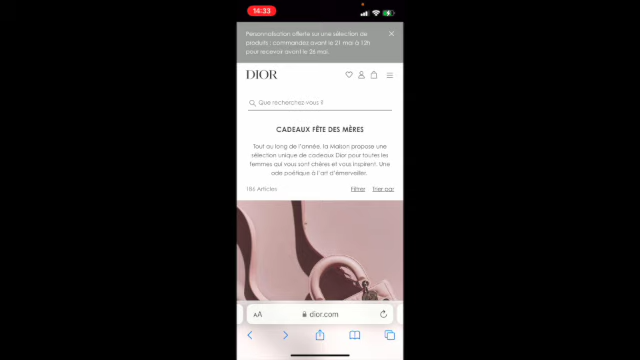 14:33
Personnalisation offerte sur une sélection de
produits : commandez avant le 21 mai à 12h
pour recevoir avant le 26 mai.
DIOR
Que recherchez-vous ?
CADEAUX FÊTE DES MÈRES
Tout au long de l'année, la Maison propose une
sélection unique de cadeaux Dior pour toutes les
femmes qui vous sont chères et vous inspirent. Une
ode poétique à l'art d'émerveiller.
186 Articles
Filtrer
Trier par
AA
dior.com